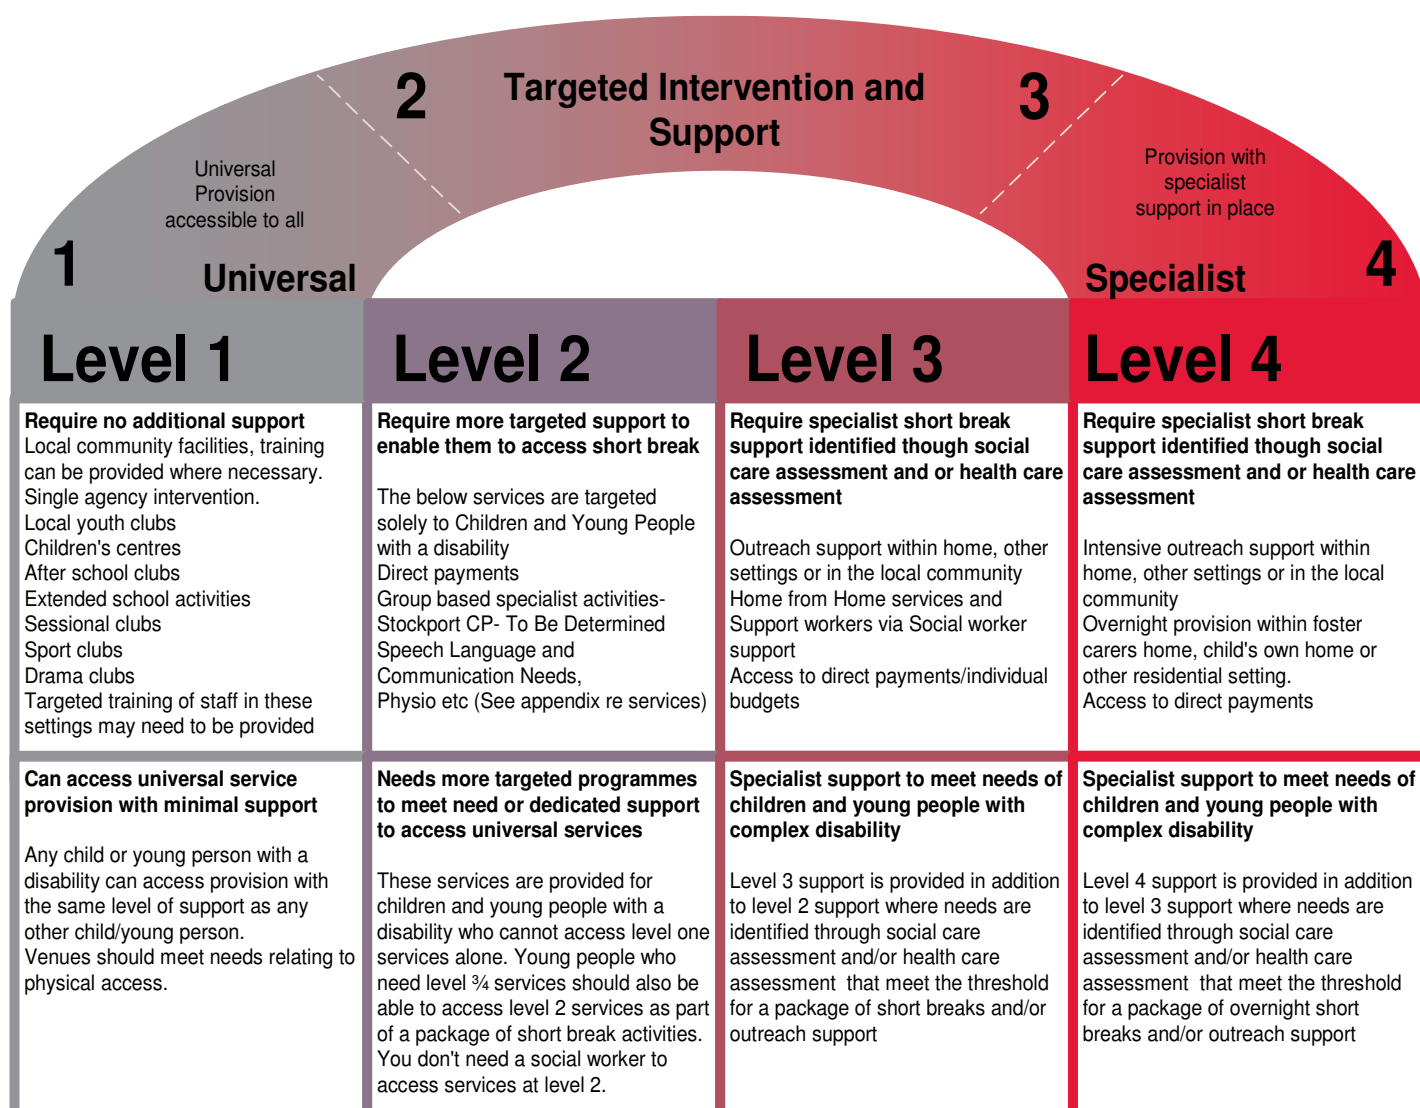 2
Targeted Intervention and
Support
3
Universal
Provision
accessible to all
Provision with
specialist
support in place
1
Universal
Specialist
4
Level 1
Level 2
Level 3
Level 4
Require no additional support
Local community facilities, training
can be provided where necessary.
Single agency intervention.
Local youth clubs
Children's centres
After school clubs
Extended school activities
Sessional clubs
Sport clubs
Drama clubs
Targeted training of staff in these
settings may need to be provided
Require more targeted support to
enable them to access short break
The below services are targeted
solely to Children and Young People
with a disability
Direct payments
Group based specialist activities-
Stockport CP- To Be Determined
Speech Language and
Communication Needs,
Physio etc (See appendix re services)
Require specialist short break
support identified though social
care assessment and or health care
assessment
Outreach support within home, other
settings or in the local community
Home from Home services and
Support workers via Social worker
support
Access to direct payments/individual
budgets
Require specialist short break
support identified though social
care assessment and or health care
assessment
Intensive outreach support within
home, other settings or in the local
community
Overnight provision within foster
carers home, child's own home or
other residential setting.
Access to direct payments
Can access universal service
provision with minimal support
Any child or young person with a
disability can access provision with
the same level of support as any
other child/young person.
Venues should meet needs relating to
physical access.
Needs more targeted programmes
to meet need or dedicated support
to access universal services
These services are provided for
children and young people with a
disability who cannot access level one
services alone. Young people who
need level ¾ services should also be
able to access level 2 services as part
of a package of short break activities.
You don't need a social worker to
access services at level 2.
Specialist support to meet needs of
children and young people with
complex disability
Level 3 support is provided in addition
to level 2 support where needs are
identified through social care
assessment and/or health care
assessment  that meet the threshold
for a package of short breaks and/or
outreach support
Specialist support to meet needs of
children and young people with
complex disability
Level 4 support is provided in addition
to level 3 support where needs are
identified through social care
assessment and/or health care
assessment  that meet the threshold
for a package of overnight short
breaks and/or outreach support